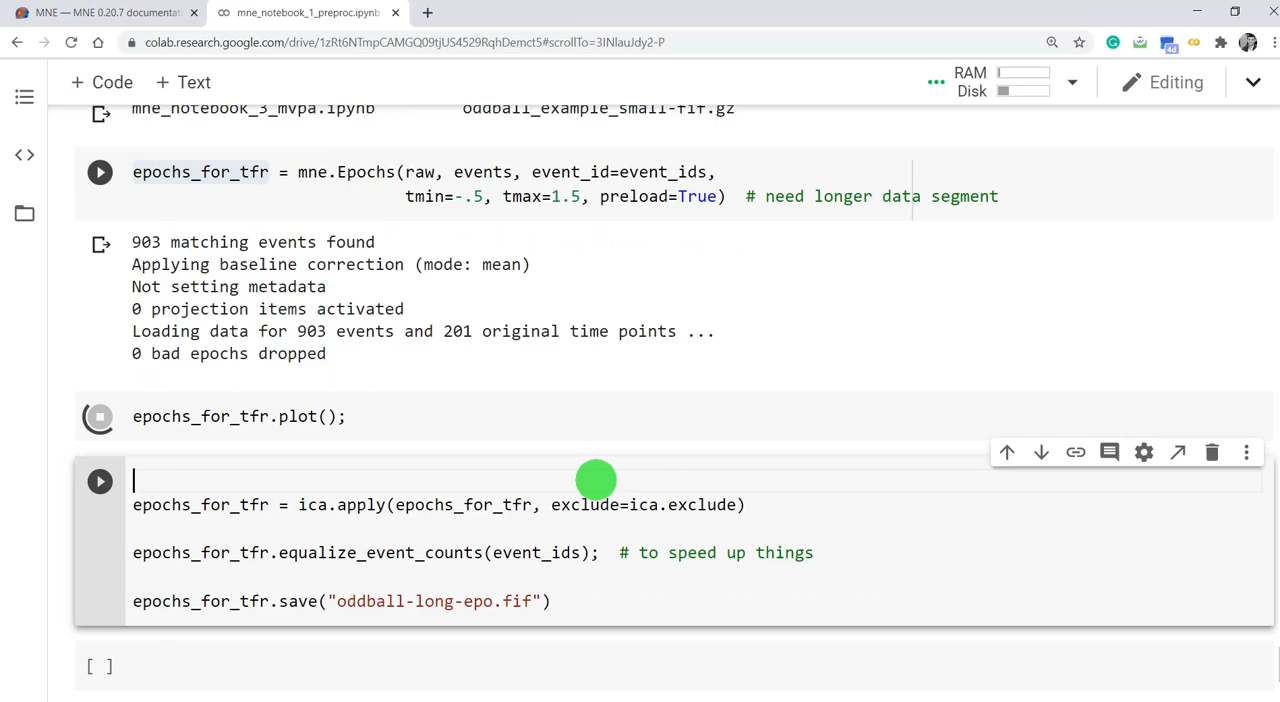 MNE — MNE 0.20.7 documentat
mne_notebook_1_preproc.ipynb
colab.research.google.com/drive/1zRt6NTmpCAMGQ09tiUS4529RqhDemct5#scrollTo=3INlauJdy2-P
4d
+ Code + Text
RAM
Disk
Editing
mne_notebook_3_mvpa.ipynb oddball_example_small-fif.gz
epochs_for_tfr = mne.Epochs(raw, events, event_id=event_ids,
tmin=-.5, tmax=1.5, preload=True) # need longer data segment
903 matching events found
Applying baseline correction (mode: mean)
Not setting metadata
0 projection items activated
Loading data for 903 events and 201 original time points ...
0 bad epochs dropped
epochs_for_tfr.plot();
epochs_for_tfr = ica.apply(epochs_for_tfr, exclude=ica.exclude)
epochs_for_tfr.equalize_event_counts(event_ids); # to speed up things
epochs_for_tfr.save("oddball-long-epo.fif")
[ ]